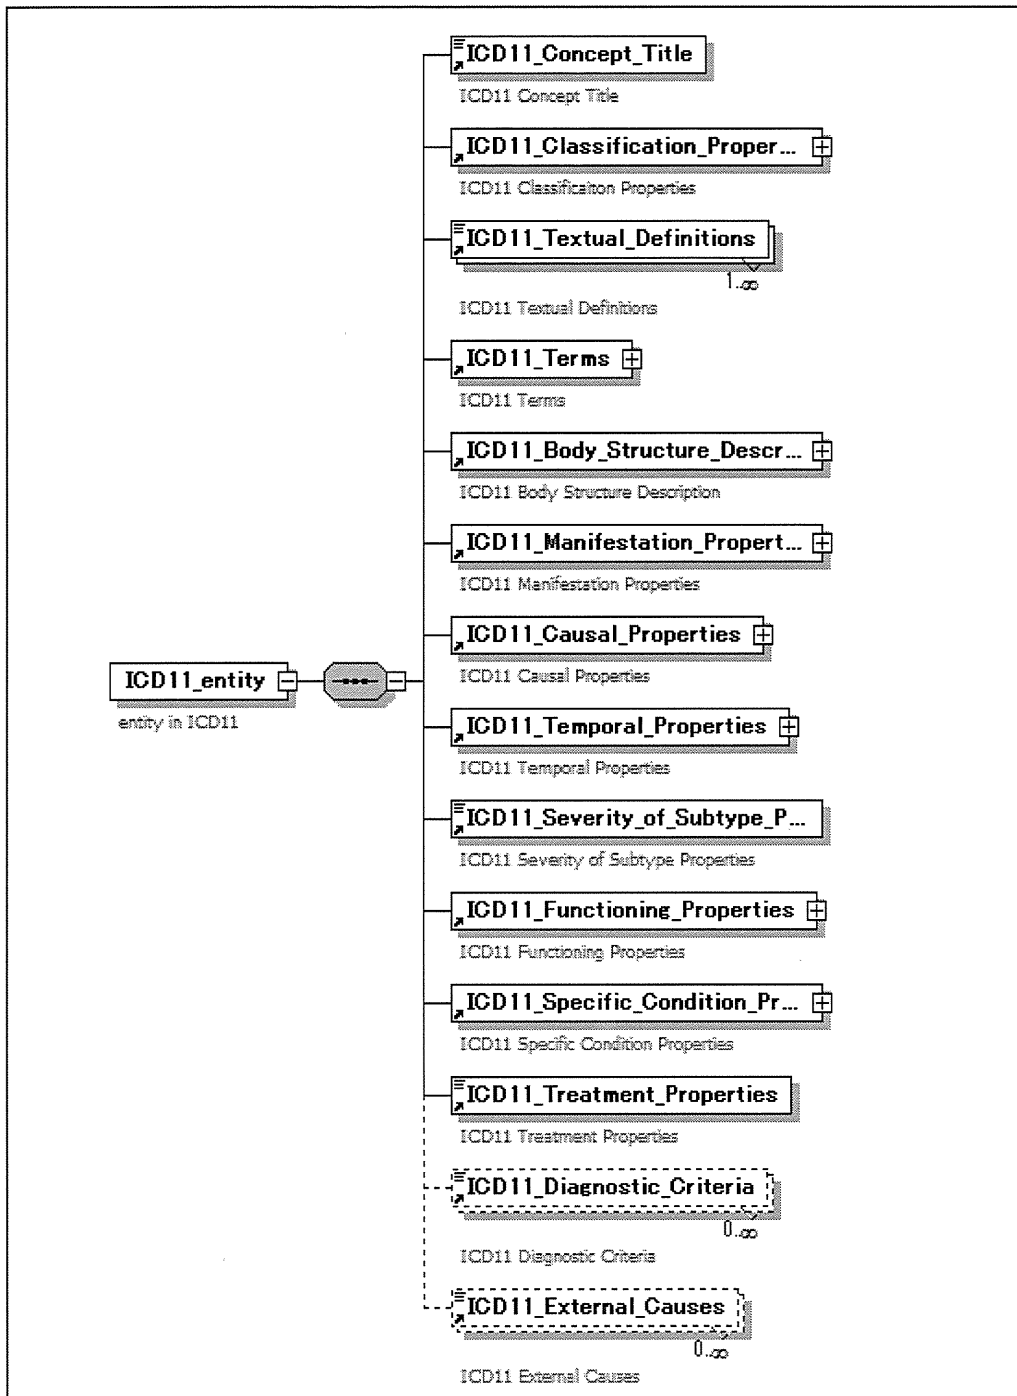 ICD11_Concept_Title
ICD11 Concept Title
ICD11_Classification_Proper...
ICD11 Classificaiton Properties
ICD11_Textual_Definitions
1..∞
ICD11 Textual Definitions
ICD11_Terms
ICD11 Terms
ICD11_Body_Structure_Descr...
ICD11 Body Structure Description
ICD11_Manifestation_Propert...
ICD11 Manifestation Properties
ICD11_Causal_Properties
ICD11 Causal Properties
ICD11_entity
entity in ICD11
ICD11_Temporal_Properties
ICD11 Temporal Properties
ICD11_Severity_of_Subtype_P...
ICD11 Severity of Subtype Properties
ICD11_Functioning_Properties
ICD11 Functioning Properties
ICD11_Specific_Condition_Pr...
ICD11 Specific Condition Properties
ICD11_Treatment_Properties
ICD11 Treatment Properties
ICD11_Diagnostic_Criteria
0..∞
ICD11 Diagnostic Criteria
ICD11_External_Causes
0..∞
ICD11 External Causes